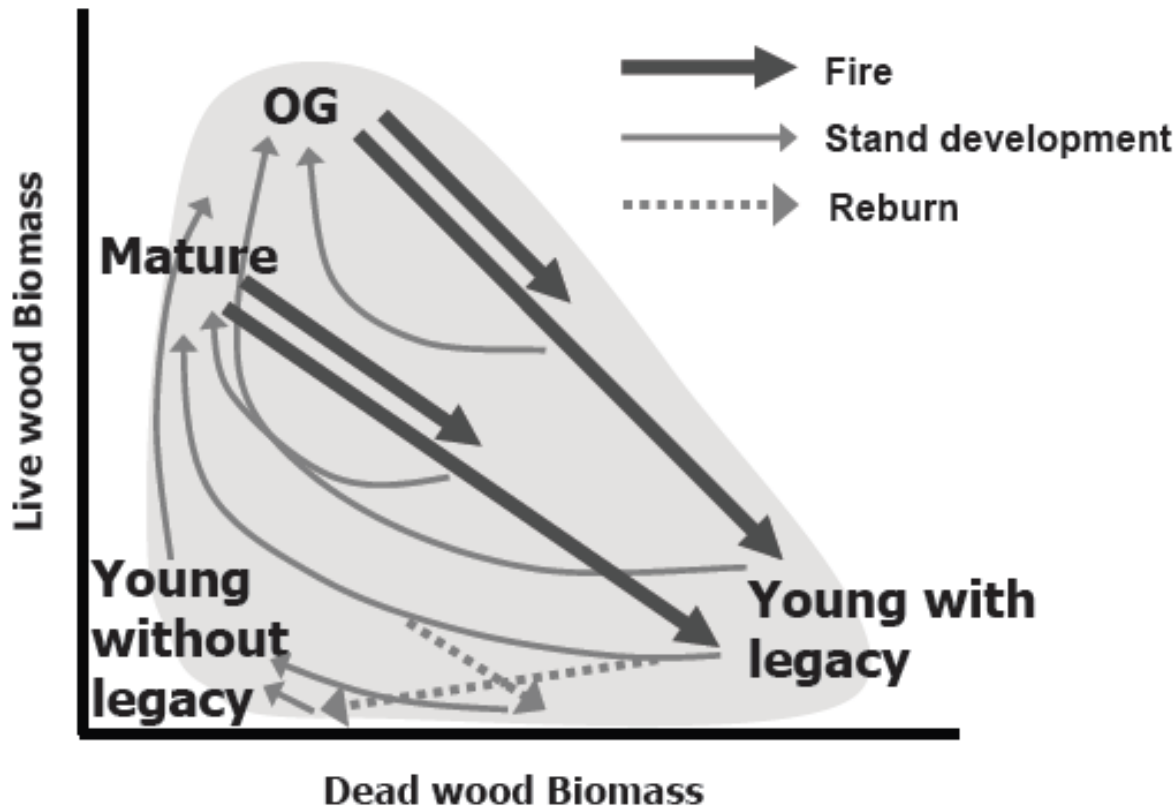 OG
Fire
Stand development
Reburn
Mature
Live wood Biomass
Young
without
legacy
Young with
legacy
Dead wood Biomass